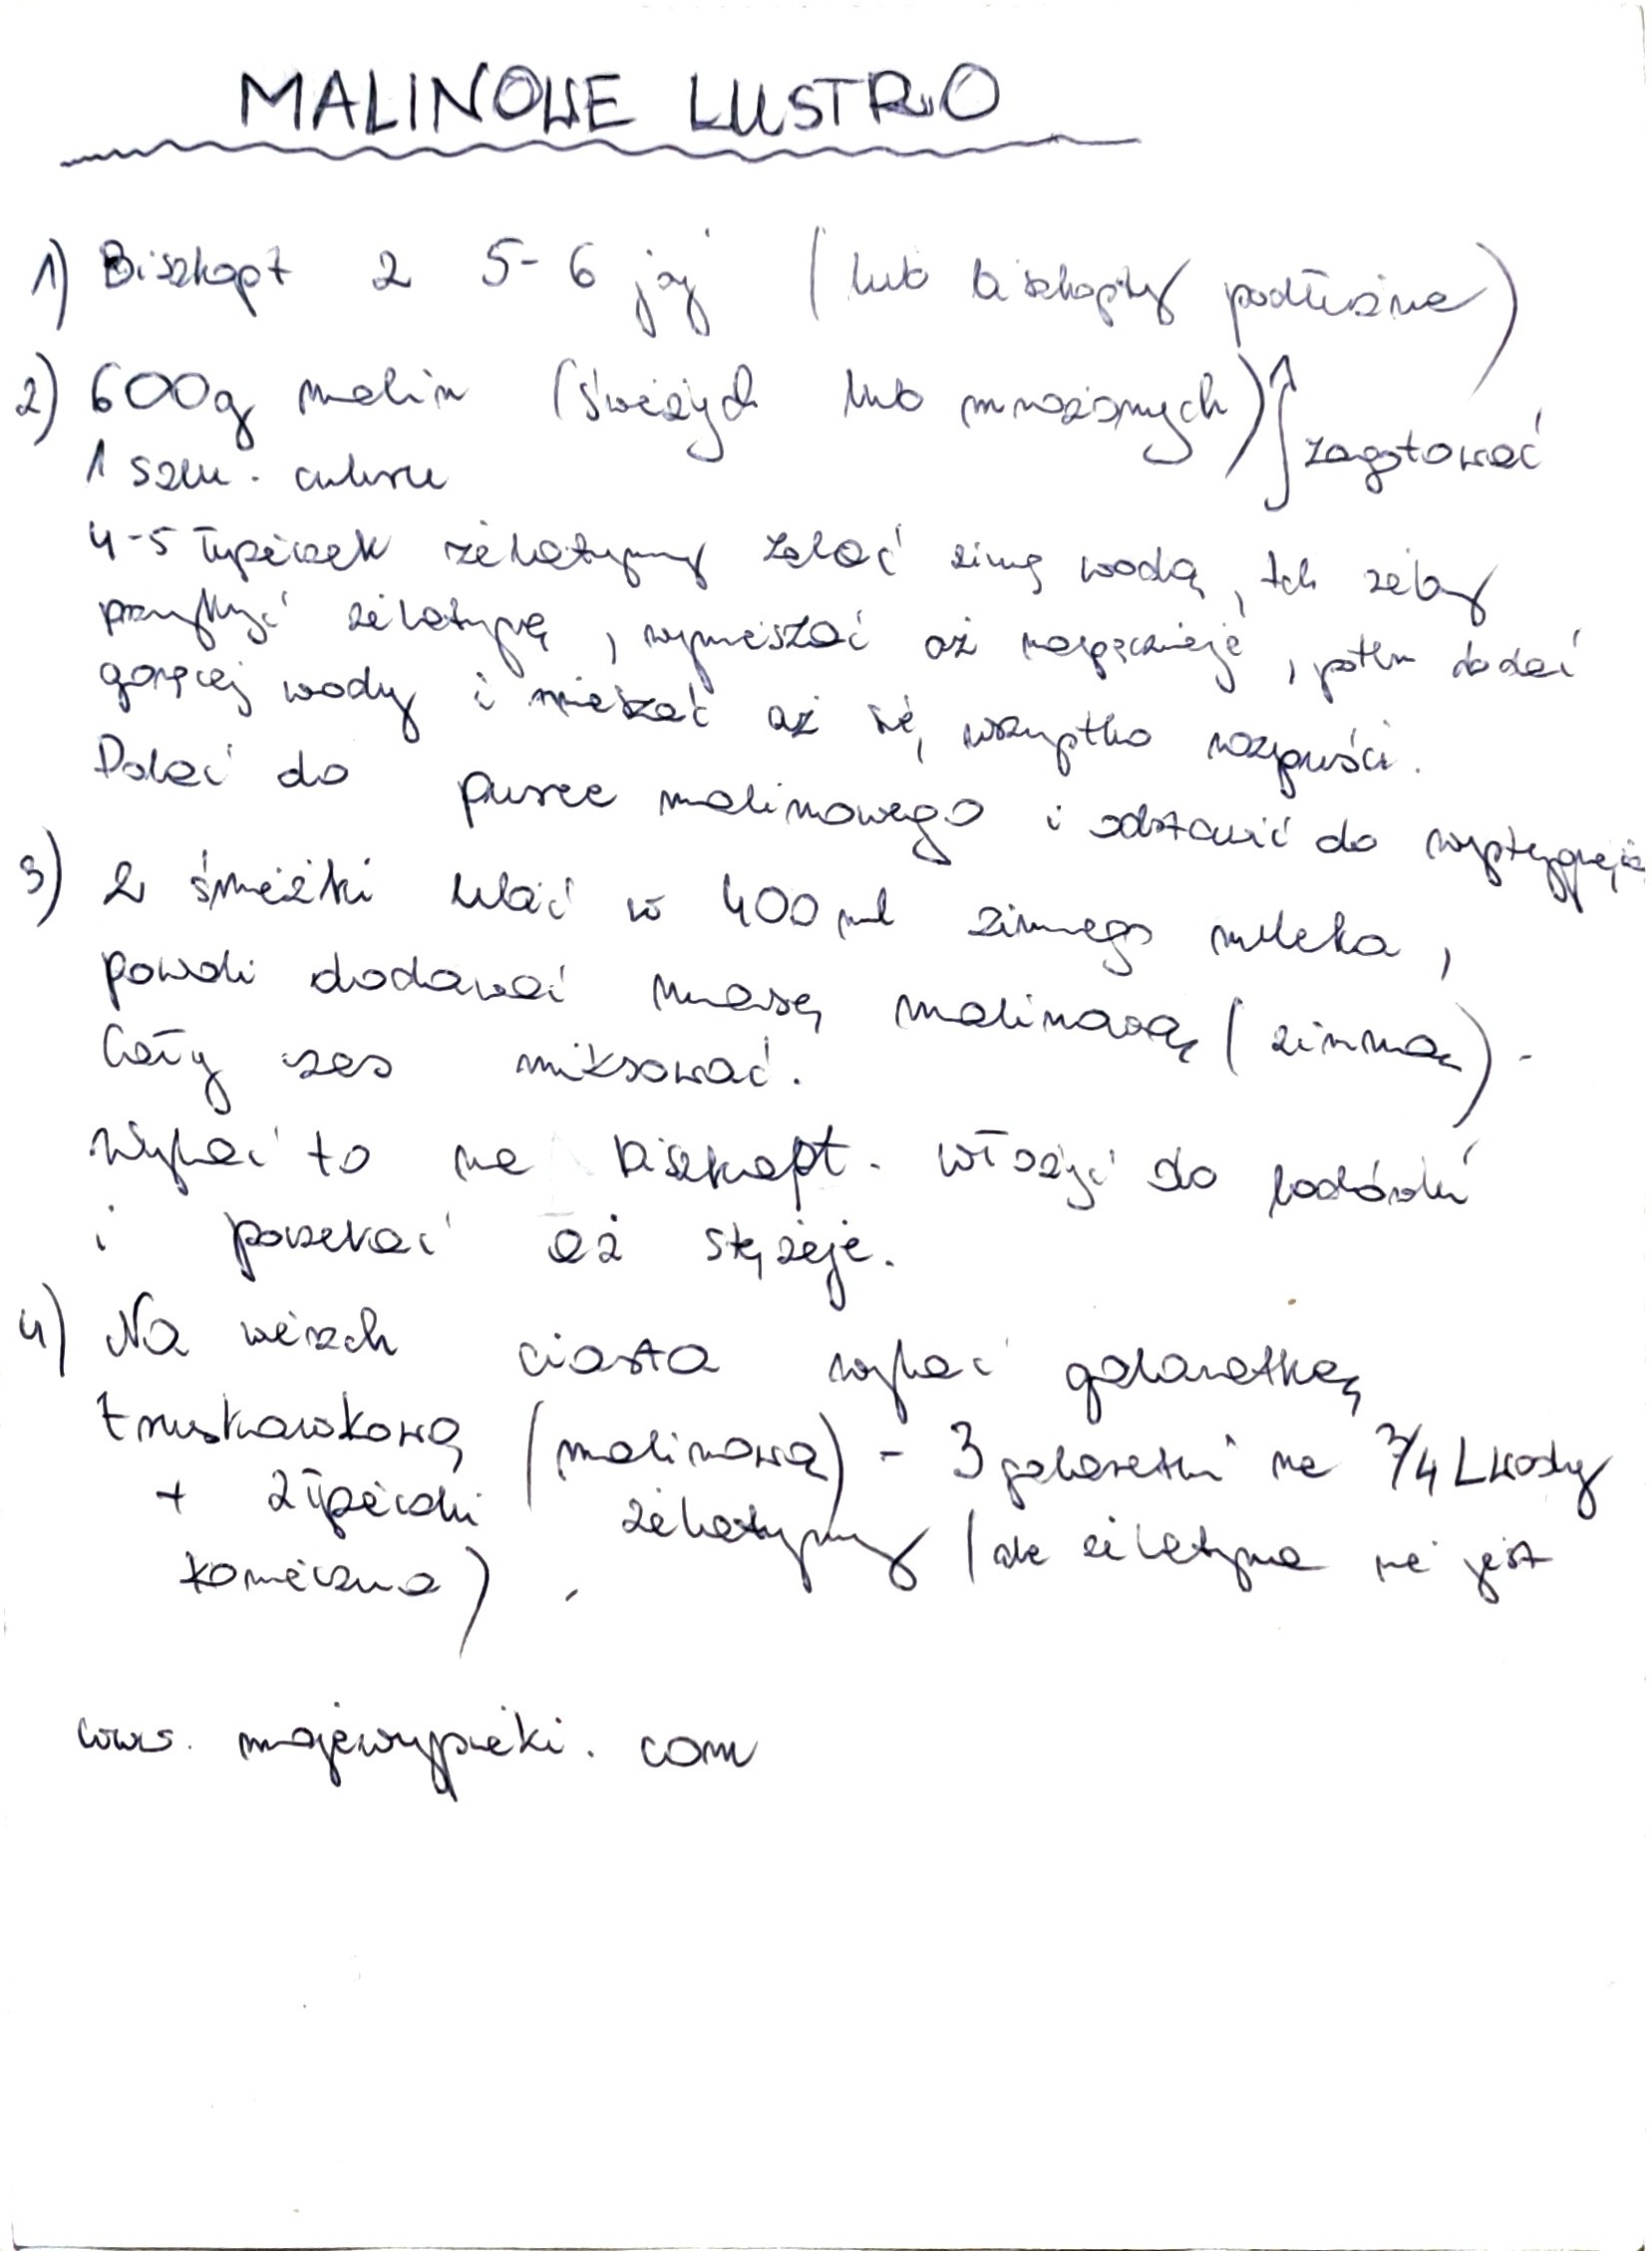 MALINOWE LUSTRO
1) Biszkopt z 5-6 jaj (lub biszkopty podłużne)
2) 600g malin (świeżych lub mrożonych) } zagotować
1 szkl. cukru
4-5 łyżeczek żelatyny zalać zimną wodą, tak żeby
przykryć żelatynę, wymieszać aż napęcznieje, potem dodać
gorącej wody i mieszać aż się wszystko rozpuści.
Dolać do puree malinowego i odstawić do wystygnięcia
3) 2 śnieżki wlać w 400 ml zimnego mleka,
powoli dodawać masę malinową (zimną) -
Cały czas miksować.
Wylać to na biszkopt. Włożyć do lodówki
i poczekać aż stężeje.
4) Na wierzch ciasta wylać galaretkę
truskawkową (malinową) - 3 galaretki na 3/4 L wody
+ 2 łyżeczki żelatyny (ale żelatyna nie jest
konieczna)
www. mojewypieki. com